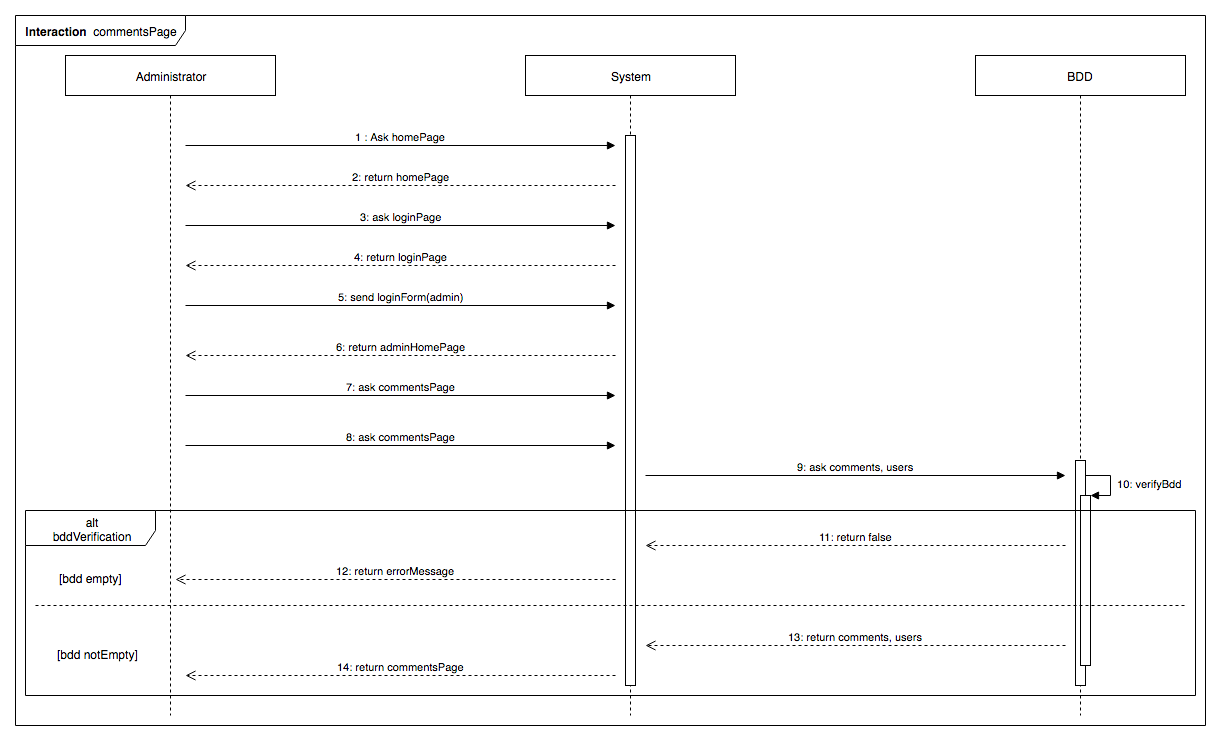 Interaction commentsPage
Administrator
System
BDD
1 : Ask homePage
2: return homePage
3: ask loginPage
4: return loginPage
5: send loginForm(admin)
6: return adminHomePage
7: ask commentsPage
8: ask commentsPage
9: ask comments, users
10: verifyBdd
alt
bddVerification
11: return false
[bdd empty]
12: return errorMessage
13: return comments, users
[bdd notEmpty]
14: return commentsPage